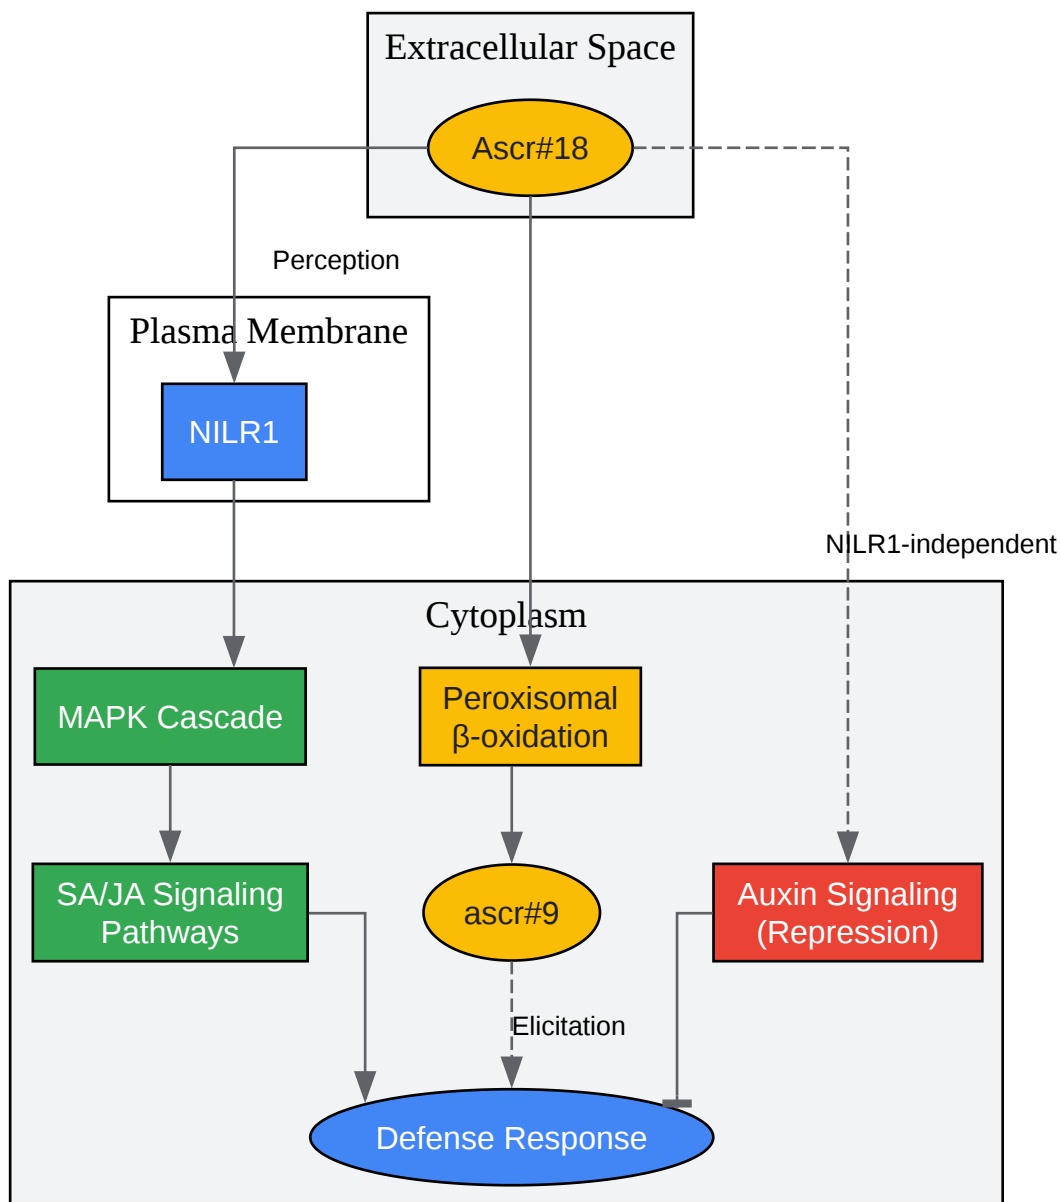 Extracellular Space
Ascr#18
Perception
Plasma Membrane
NILR1
NILR1-independent
Cytoplasm
MAPK Cascade
Peroxisomal
β-oxidation
SA/JA Signaling
Pathways
ascr#9
Auxin Signaling
(Repression)
Elicitation
Defense Response